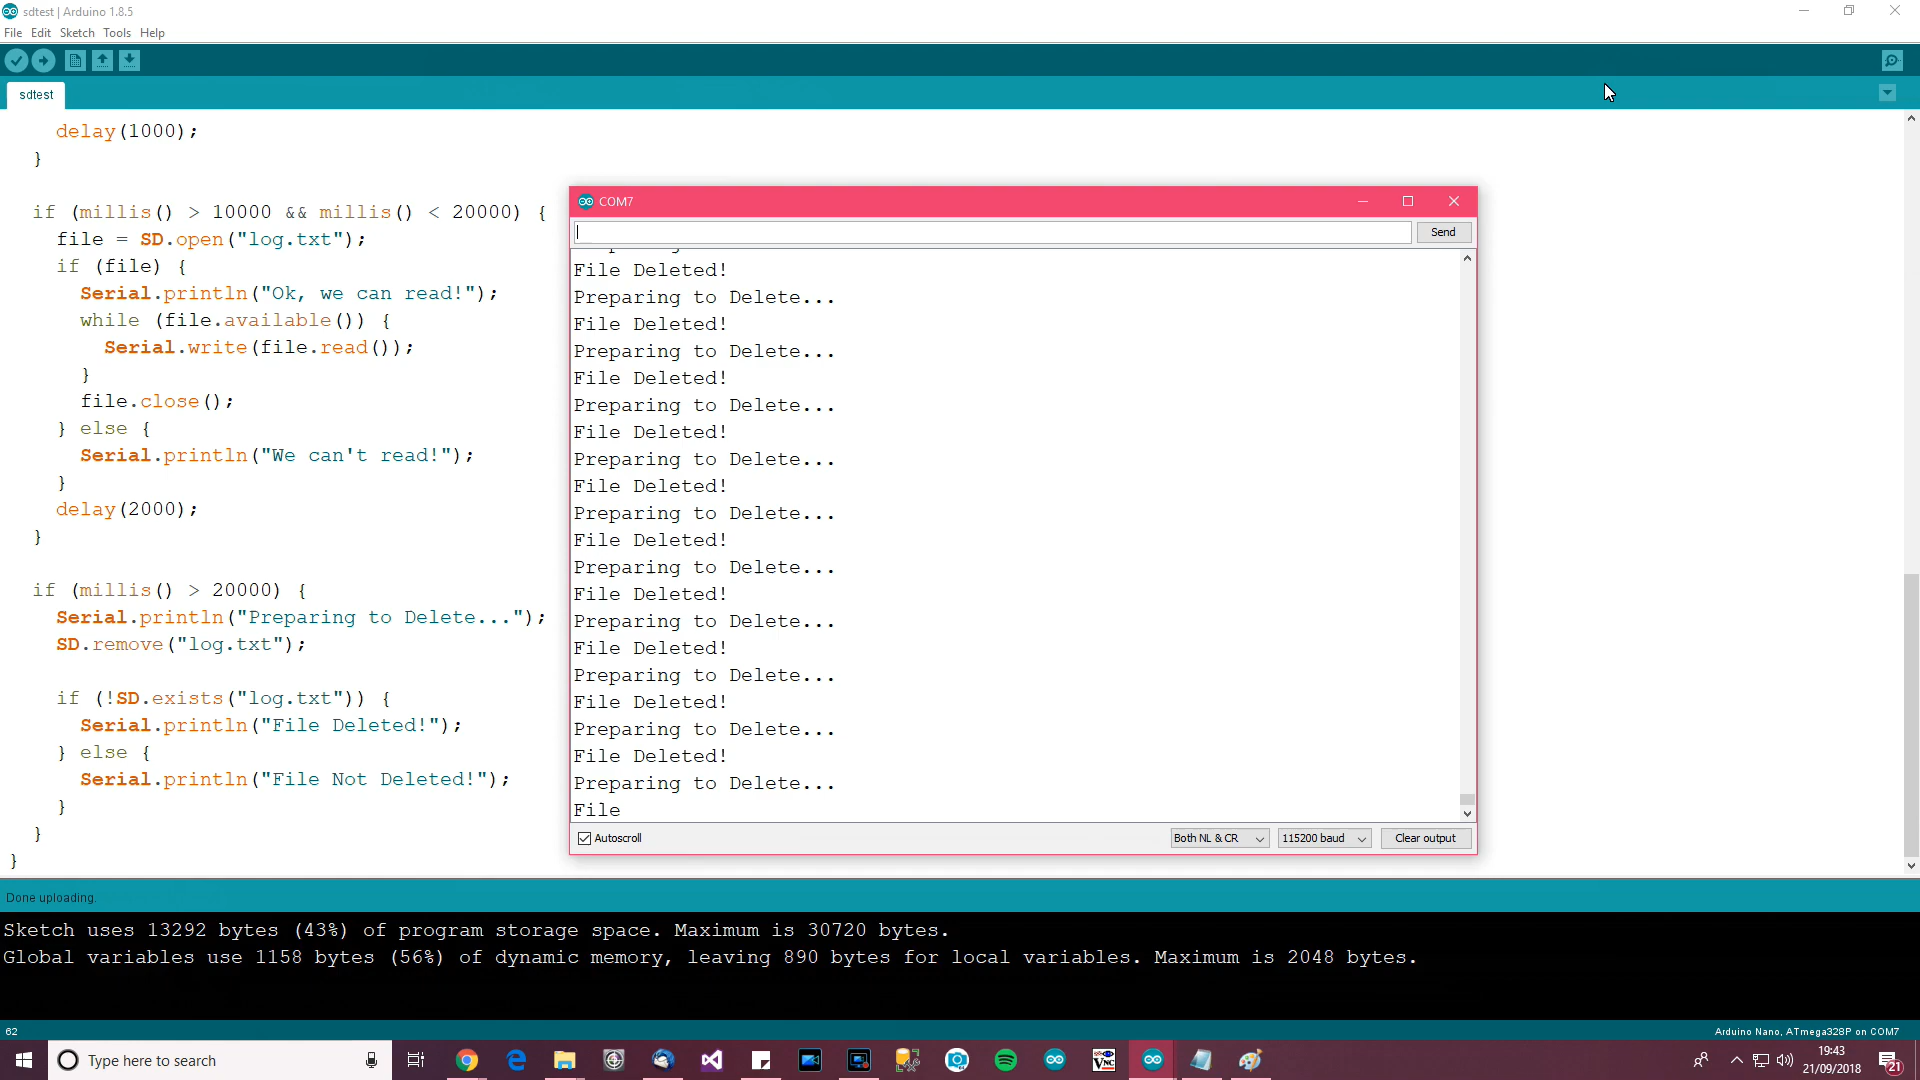 sdtest | Arduino 1.8.5
File Edit Sketch Tools Help
sdtest
delay(1000);
}
if (millis() > 10000 && millis() < 20000) {
file = SD.open("log.txt");
if (file) {
Serial.println("Ok, we can read!");
while (file.available()) {
Serial.write(file.read());
}
file.close();
} else {
Serial.println("We can't read!");
}
delay(2000);
}
if (millis() > 20000) {
Serial.println("Preparing to Delete...");
SD.remove("log.txt");
if (!SD.exists("log.txt")) {
Serial.println("File Deleted!");
} else {
Serial.println("File Not Deleted!");
}
}
}
COM7
Send
File Deleted!
Preparing to Delete...
File Deleted!
Preparing to Delete...
File Deleted!
Preparing to Delete...
File Deleted!
Preparing to Delete...
File Deleted!
Preparing to Delete...
File Deleted!
Preparing to Delete...
File Deleted!
Preparing to Delete...
File Deleted!
Preparing to Delete...
File Deleted!
Preparing to Delete...
File Deleted!
Preparing to Delete...
File
Autoscroll
Both NL & CR
115200 baud
Clear output
Done uploading.
Sketch uses 13292 bytes (43%) of program storage space. Maximum is 30720 bytes.
Global variables use 1158 bytes (56%) of dynamic memory, leaving 890 bytes for local variables. Maximum is 2048 bytes.
62
Arduino Nano, ATmega328P on COM7
Type here to search
19:43
21/09/2018
21